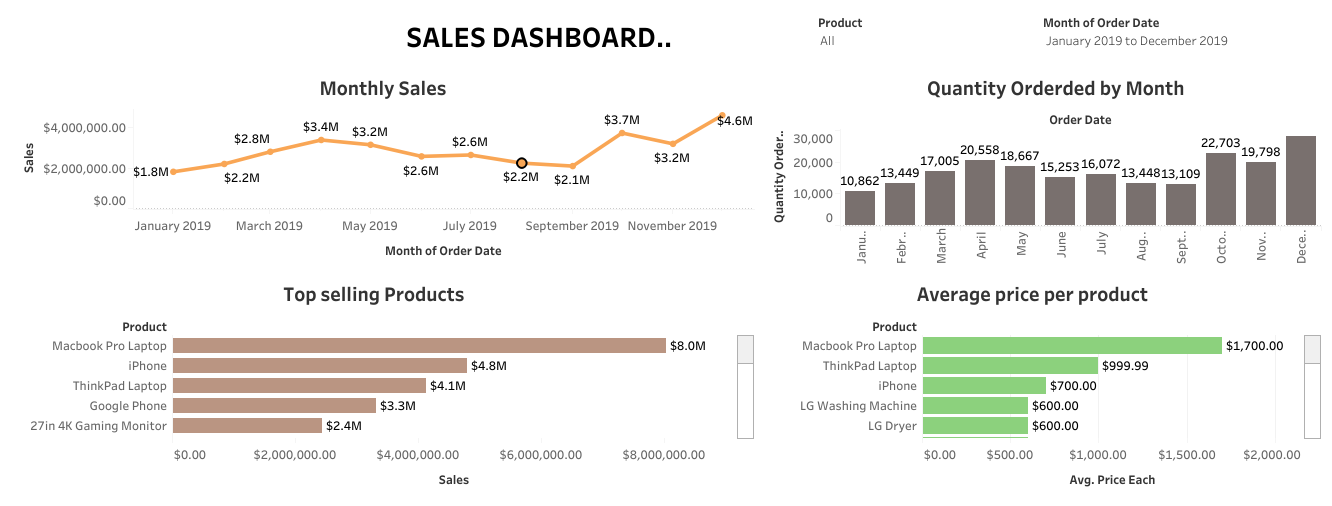 SALES DASHBOARD..
Product
All
Month of Order Date
January 2019 to December 2019
Monthly Sales
Sales
$4,000,000.00
$2,000,000.00
$0.00
$1.8M
$2.2M
$2.8M
$3.4M
$3.2M
$2.6M
$2.6M
$2.2M
$2.1M
$3.7M
$3.2M
$4.6M
January 2019
March 2019
May 2019
July 2019
September 2019
November 2019
Month of Order Date
Quantity Orderded by Month
Order Date
Quantity Order..
30,000
20,000
10,000
0
10,862
13,449
17,005
20,558
18,667
15,253
16,072
13,448
13,109
22,703
19,798
Janu..
Febr..
March
April
May
June
July
Aug..
Sept..
Octo..
Nov..
Dece..
Top selling Products
Product
Macbook Pro Laptop $8.0M
iPhone $4.8M
ThinkPad Laptop $4.1M
Google Phone $3.3M
27in 4K Gaming Monitor $2.4M
$0.00 $2,000,000.00 $4,000,000.00 $6,000,000.00 $8,000,000.00
Sales
Average price per product
Product
Macbook Pro Laptop $1,700.00
ThinkPad Laptop $999.99
iPhone $700.00
LG Washing Machine $600.00
LG Dryer $600.00
$0.00 $500.00 $1,000.00 $1,500.00 $2,000.00
Avg. Price Each